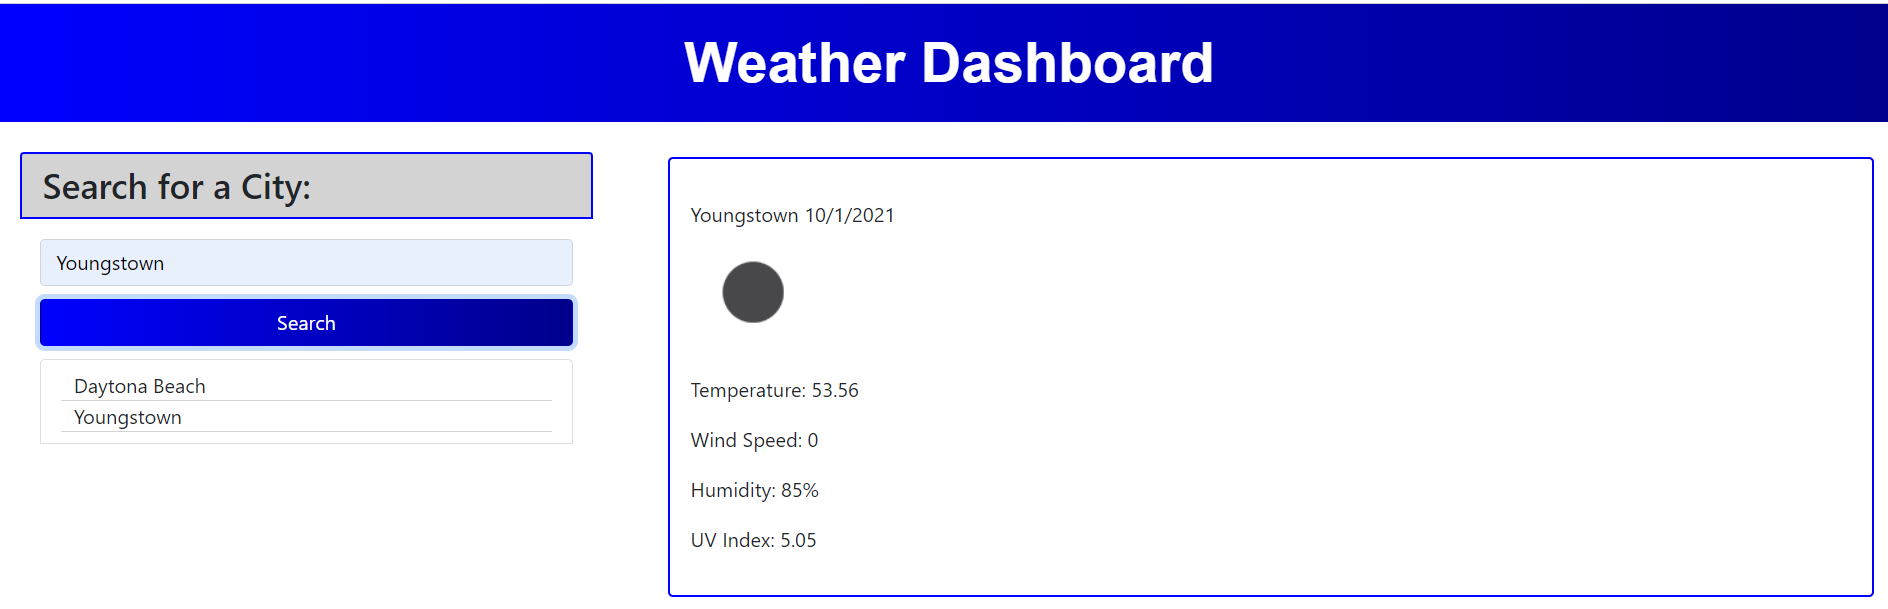 Weather Dashboard
Search for a City:
Youngstown
Search
Daytona Beach
Youngstown
Youngstown 10/1/2021
Temperature: 53.56
Wind Speed: 0
Humidity: 85%
UV Index: 5.05